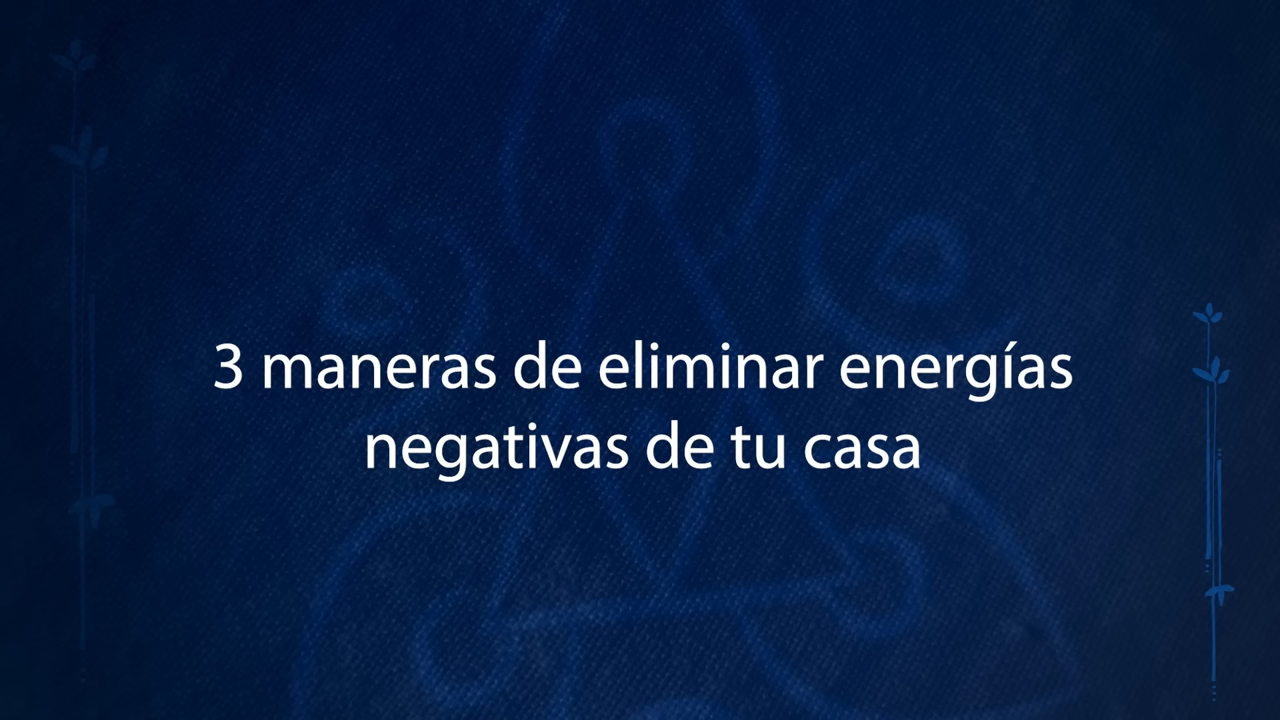 3 maneras de eliminar energías
negativas de tu casa